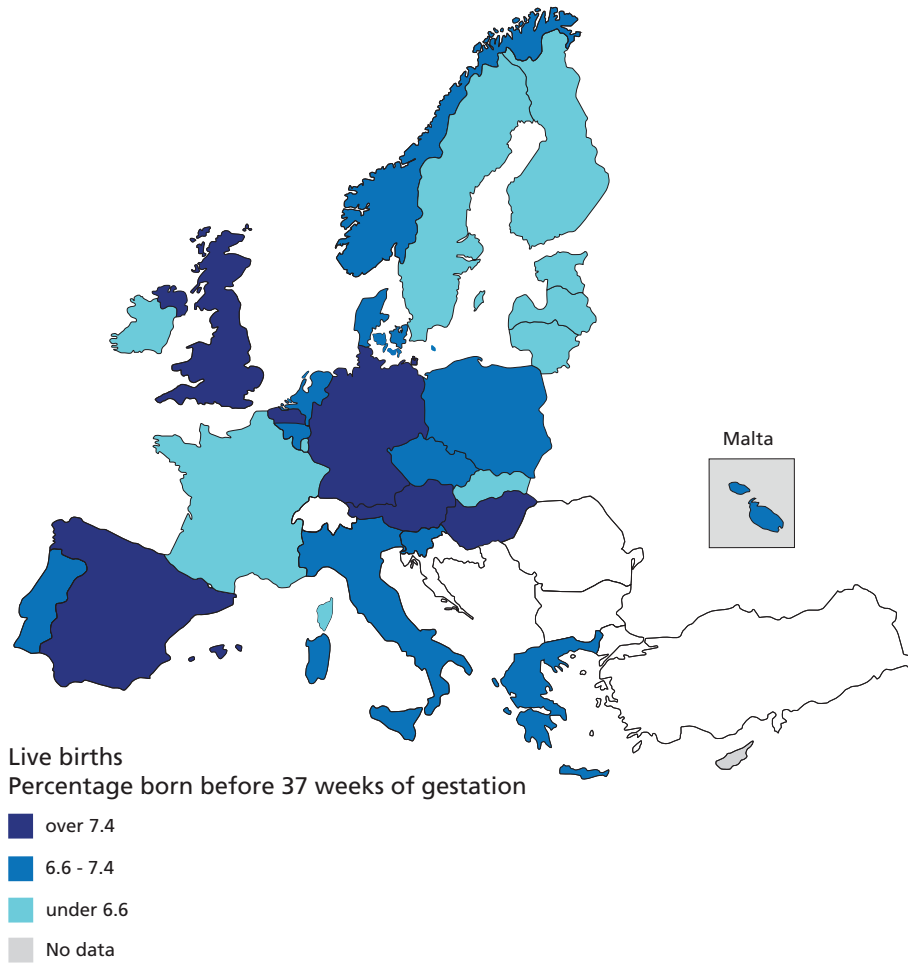 Malta
Live births
Percentage born before 37 weeks of gestation
over 7.4
6.6 - 7.4
under 6.6
No data